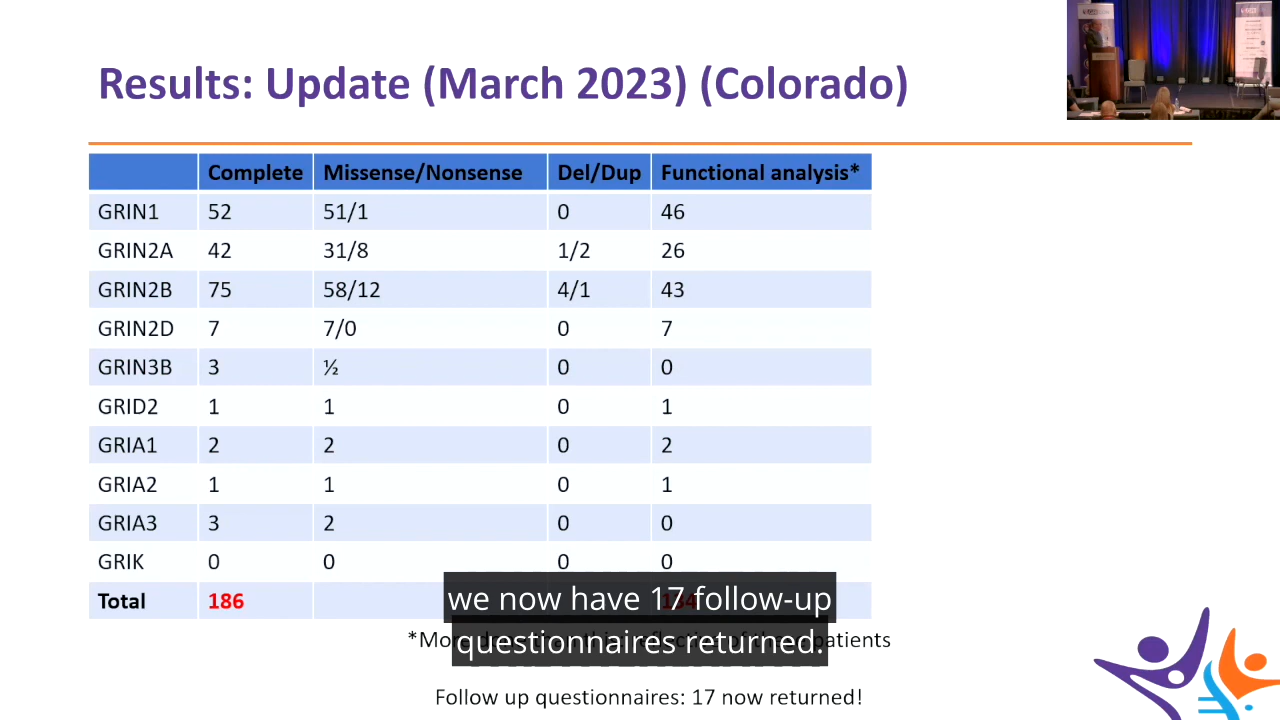 Results: Update (March 2023) (Colorado)
Complete Missense/Nonsense Del/Dup Functional analysis*
GRIN1 52 51/1 0 46
GRIN2A 42 31/8 1/2 26
GRIN2B 75 58/12 4/1 43
GRIN2D 7 7/0 0 7
GRIN3B 3 ½ 0 0
GRID2 1 1 0 1
GRIA1 2 2 0 2
GRIA2 1 1 0 1
GRIA3 3 2 0 0
GRIK 0 0 0 0
Total 186
we now have 17 follow-up
questionnaires returned.
patients
Follow up questionnaires: 17 now returned!